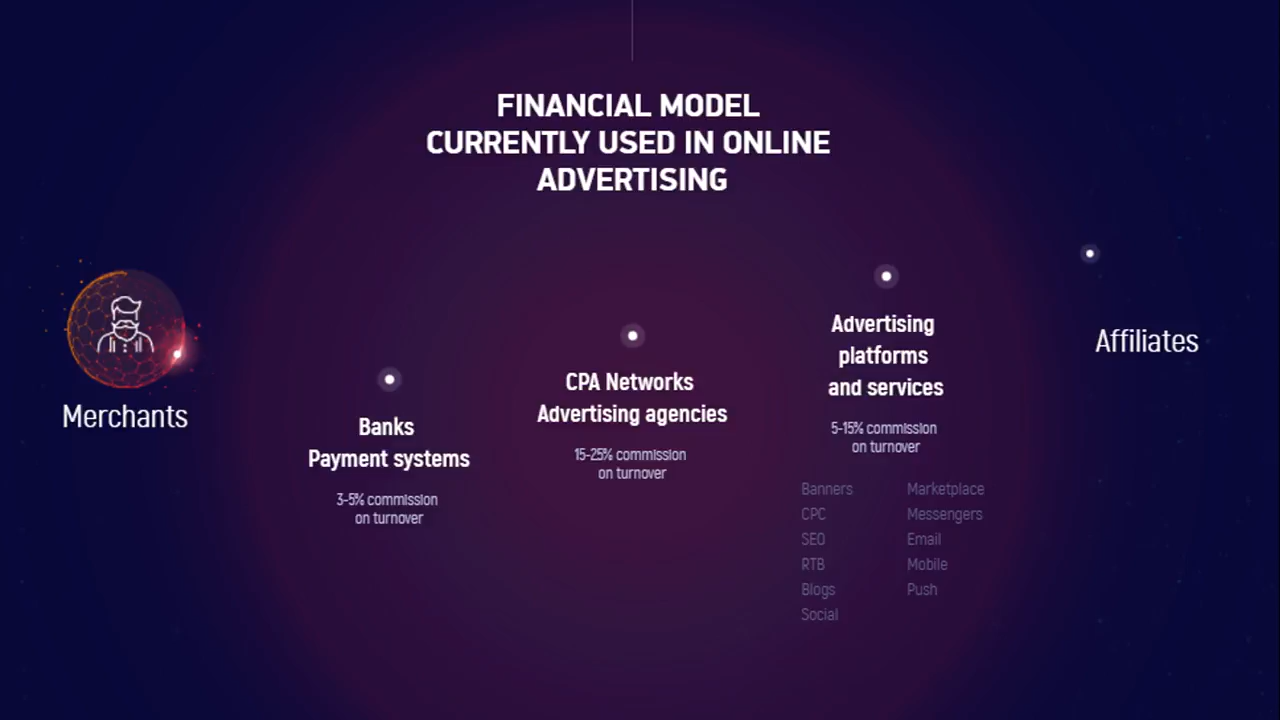 FINANCIAL MODEL
CURRENTLY USED IN ONLINE
ADVERTISING
Merchants
Banks
Payment systems
3-5% commission
on turnover
CPA Networks
Advertising agencies
15-25% commission
on turnover
Advertising
platforms
and services
5-15% commission
on turnover
Banners
CPC
SEO
RTB
Blogs
Social
Marketplace
Messengers
Email
Mobile
Push
Affiliates